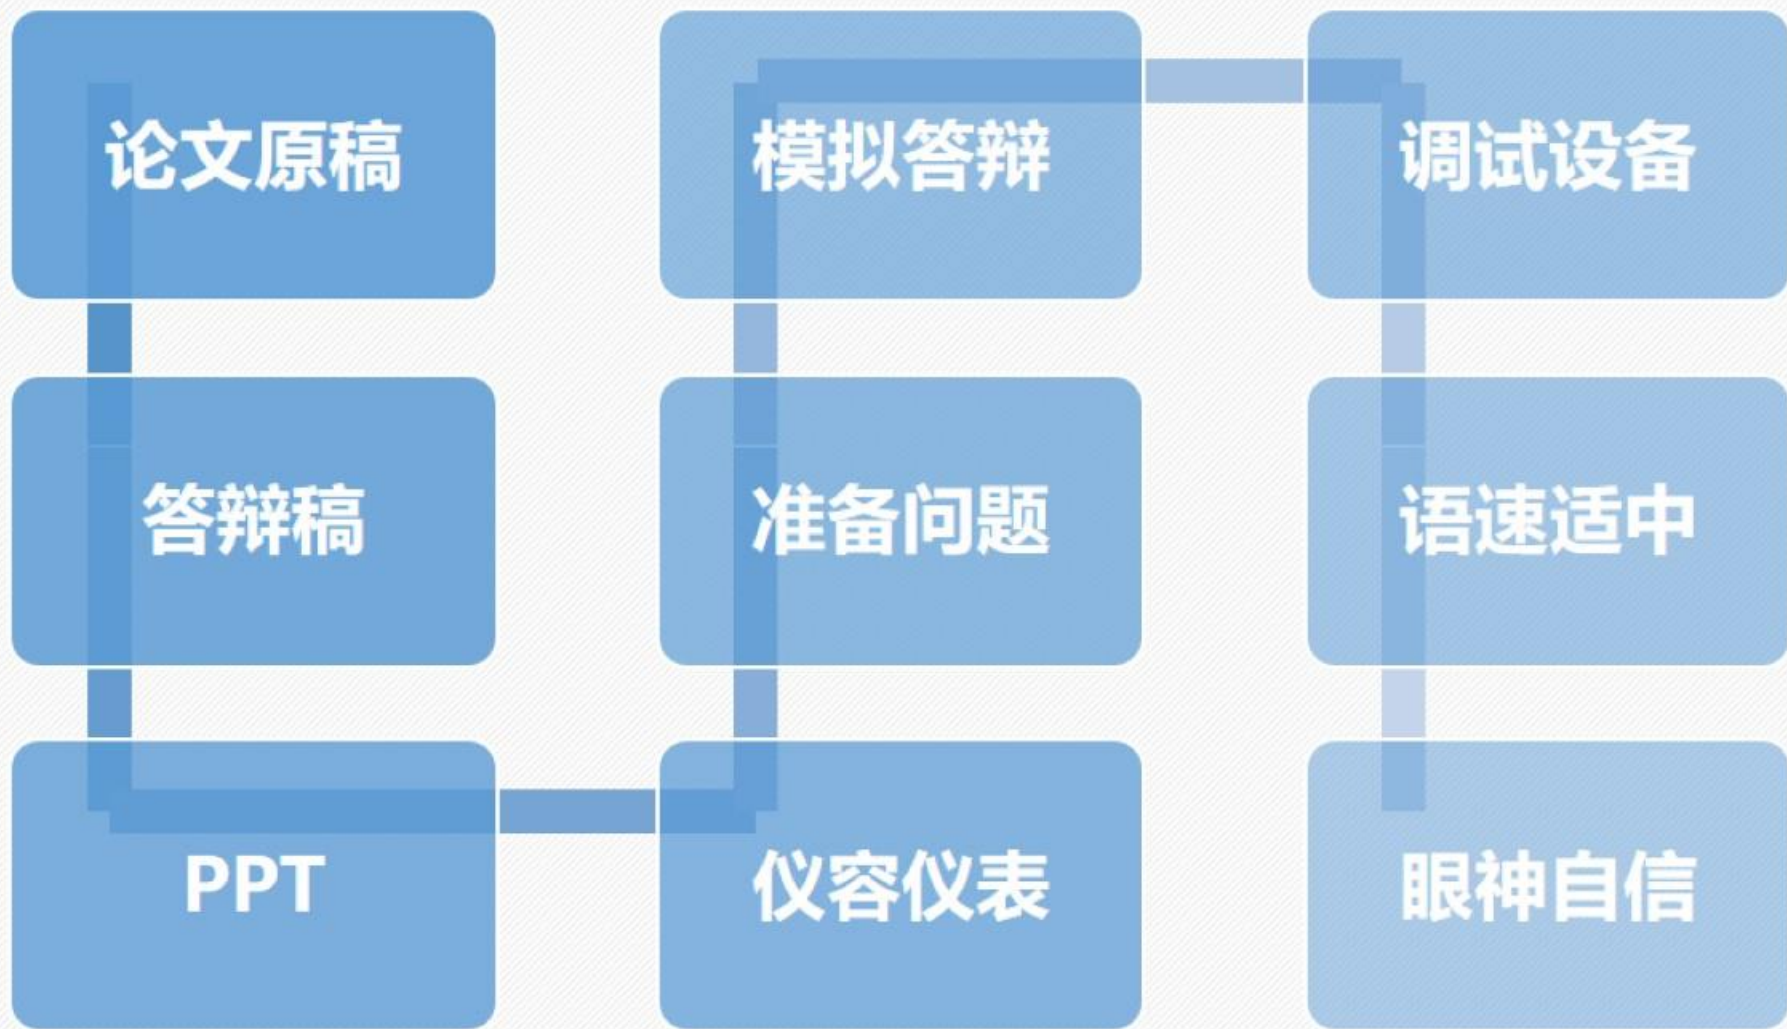 论文原稿
答辩稿
PPT
仪容仪表
准备问题
模拟答辩
调试设备
语速适中
眼神自信